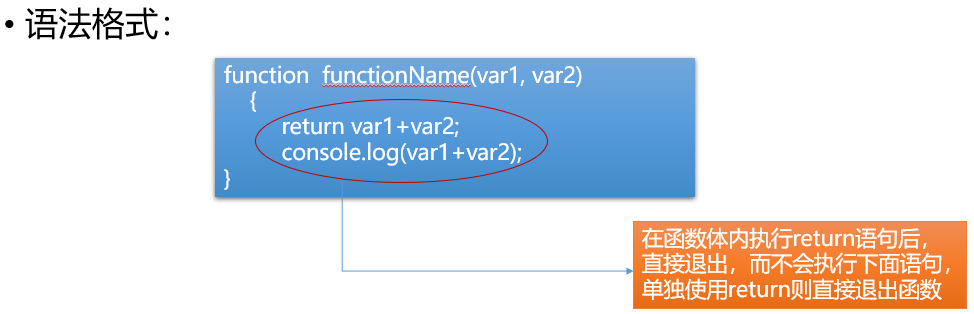 • 语法格式：
function functionName(var1, var2)
{
return var1+var2;
console.log(var1+var2);
}
在函数体内执行return语句后，
直接退出，而不会执行下面语句，
单独使用return则直接退出函数